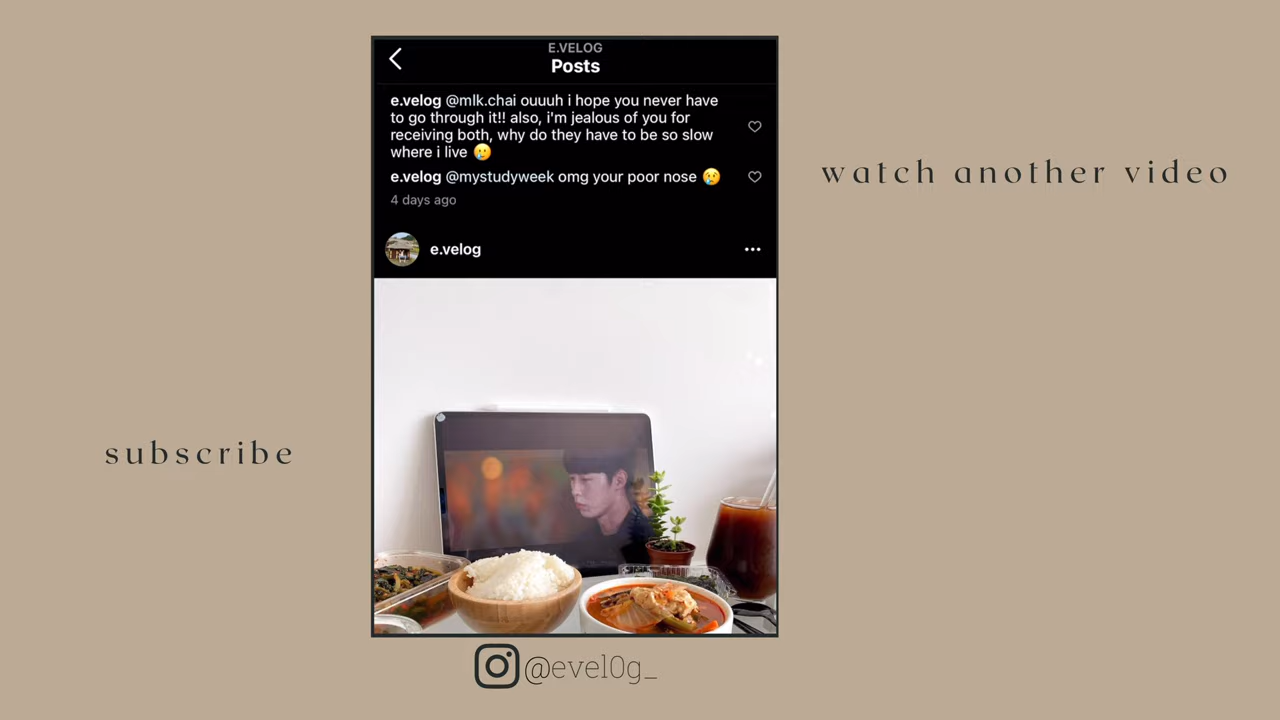 E.VELOG
Posts
e.velog @mlk.chai ouuuh i hope you never have
to go through it!! also, i'm jealous of you for
receiving both, why do they have to be so slow
where i live 🥲
e.velog @mystudyweek omg your poor nose 😢
4 days ago
e.velog
watch another video
subscribe
@evel0g_